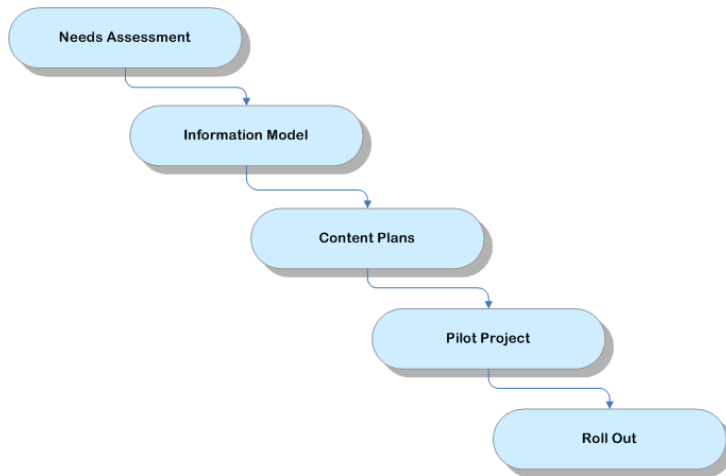 Needs Assessment
Information Model
Content Plans
Pilot Project
Roll Out